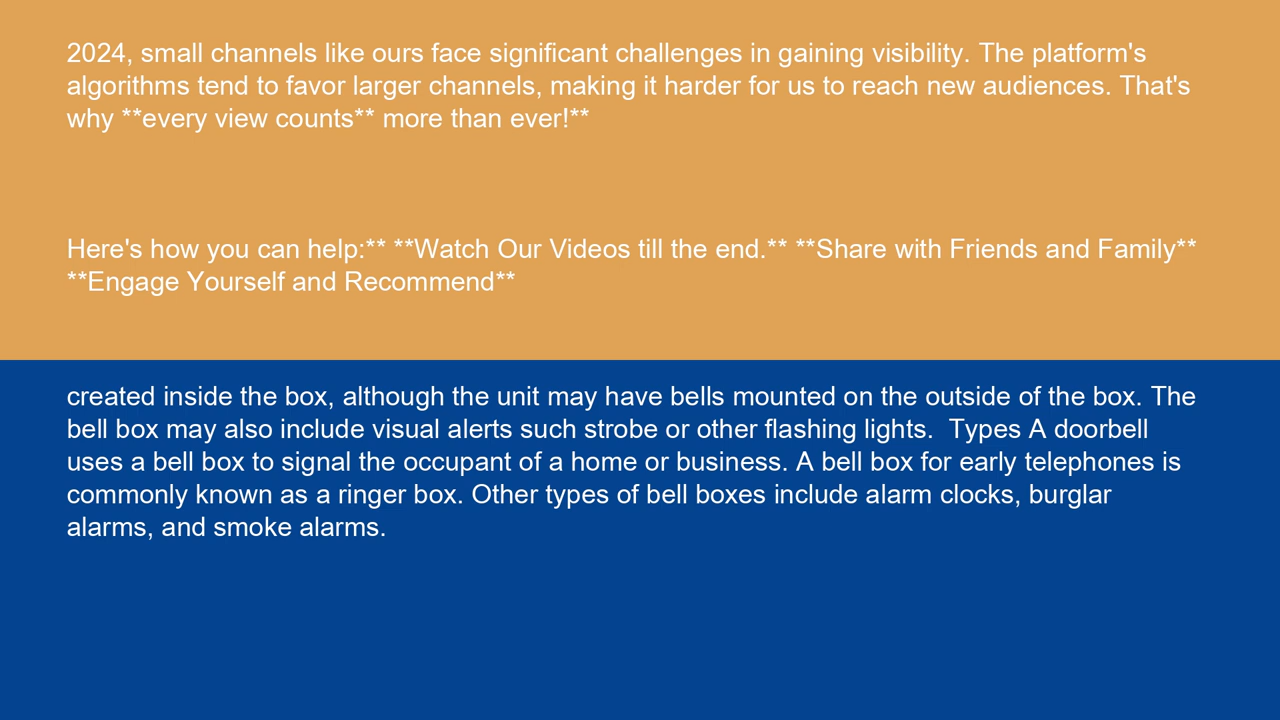 2024, small channels like ours face significant challenges in gaining visibility. The platform's
algorithms tend to favor larger channels, making it harder for us to reach new audiences. That's
why **every view counts** more than ever!**
Here's how you can help:** **Watch Our Videos till the end.** **Share with Friends and Family**
**Engage Yourself and Recommend**
created inside the box, although the unit may have bells mounted on the outside of the box. The
bell box may also include visual alerts such strobe or other flashing lights.  Types A doorbell
uses a bell box to signal the occupant of a home or business. A bell box for early telephones is
commonly known as a ringer box. Other types of bell boxes include alarm clocks, burglar
alarms, and smoke alarms.